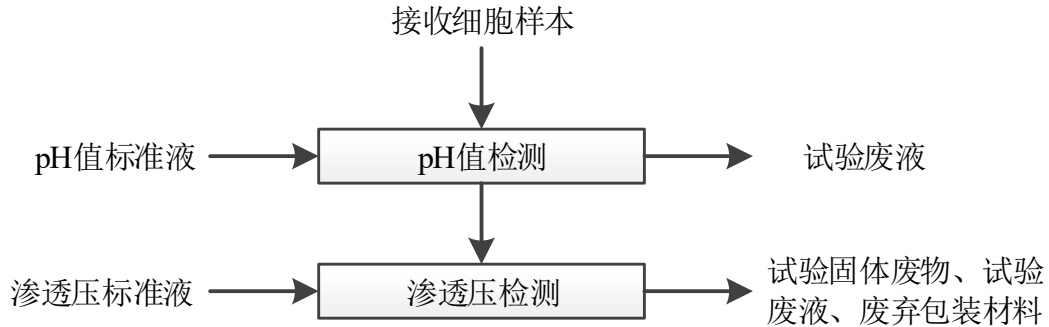 接收细胞样本
pH值标准液
pH值检测
试验废液
渗透压标准液
渗透压检测
试验固体废物、试验
废液、废弃包装材料